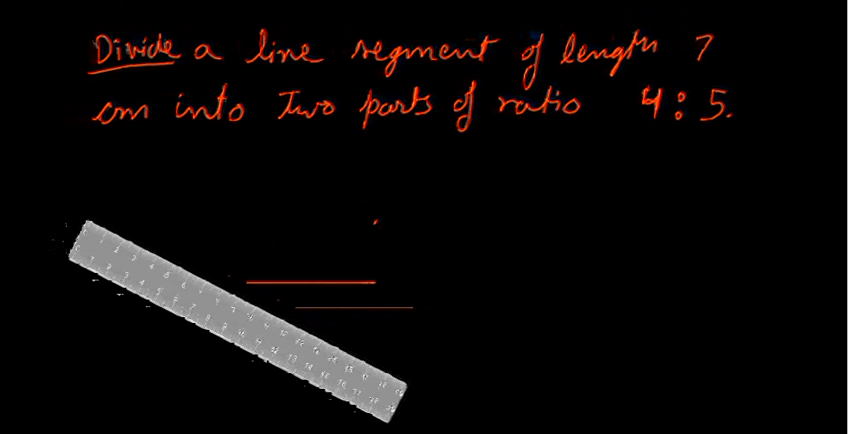 Divide a line segment of length 7
cm into Two parts of ratio 4:5.